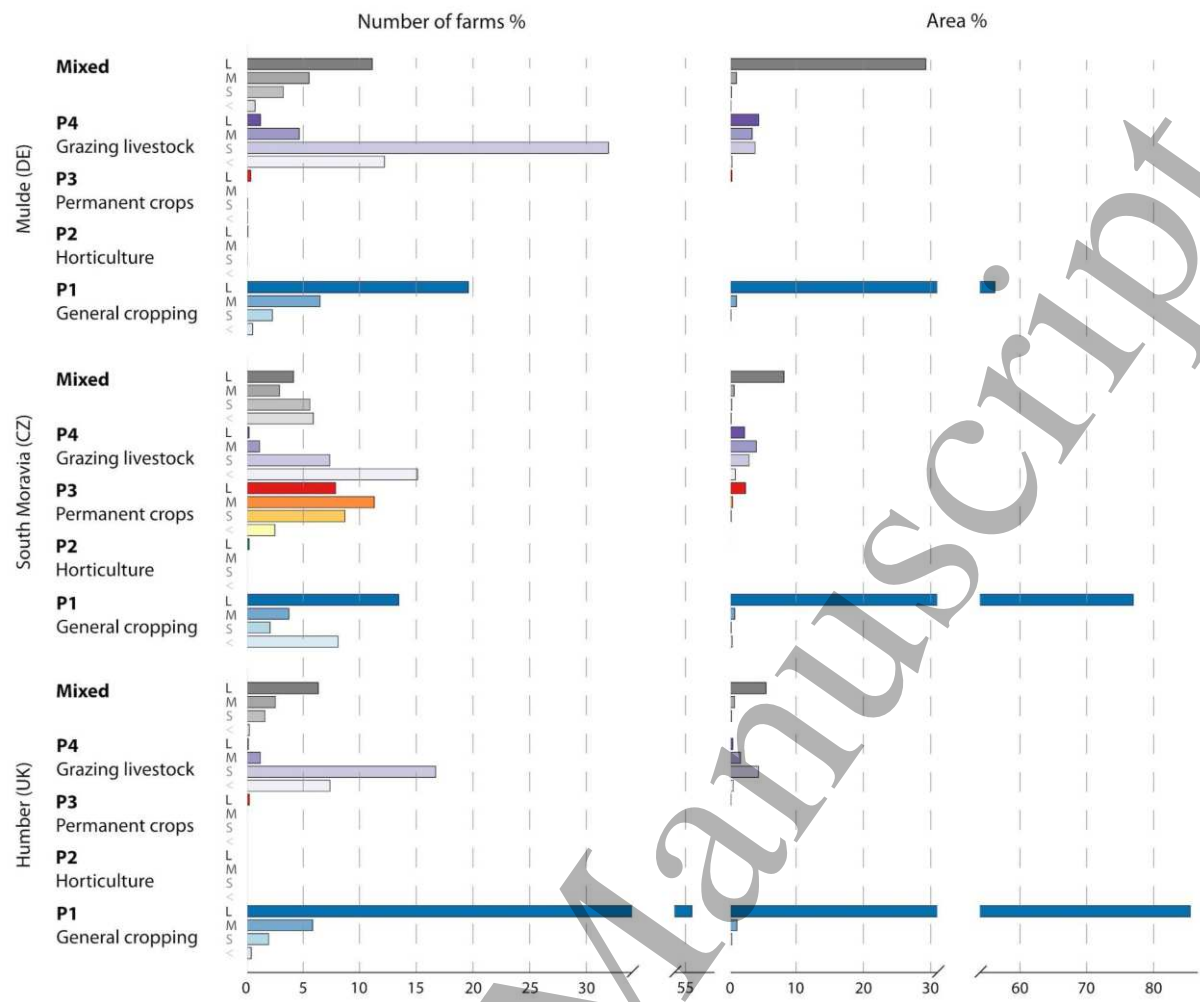 Number of farms %
Area %
Mulde (DE)
Mixed
L
M
S
<
P4
Grazing livestock
L
M
S
<
P3
Permanent crops
L
M
S
<
P2
Horticulture
L
M
S
<
P1
General cropping
L
M
S
<
South Moravia (CZ)
Mixed
L
M
S
<
P4
Grazing livestock
L
M
S
<
P3
Permanent crops
L
M
S
<
P2
Horticulture
L
M
S
<
P1
General cropping
L
M
S
<
Humber (UK)
Mixed
L
M
S
<
P4
Grazing livestock
L
M
S
<
P3
Permanent crops
L
M
S
<
P2
Horticulture
L
M
S
<
P1
General cropping
L
M
S
<
0 5 10 15 20 25 30 55
0 10 20 30 60 70 80
Manuscript